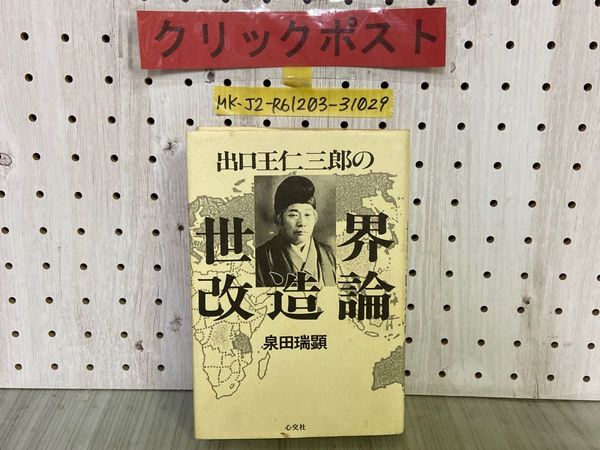 クリックポスト
MK-J2-R61203-31029
出口王仁三郎の
世界
改造論
泉田瑞顕
心交社